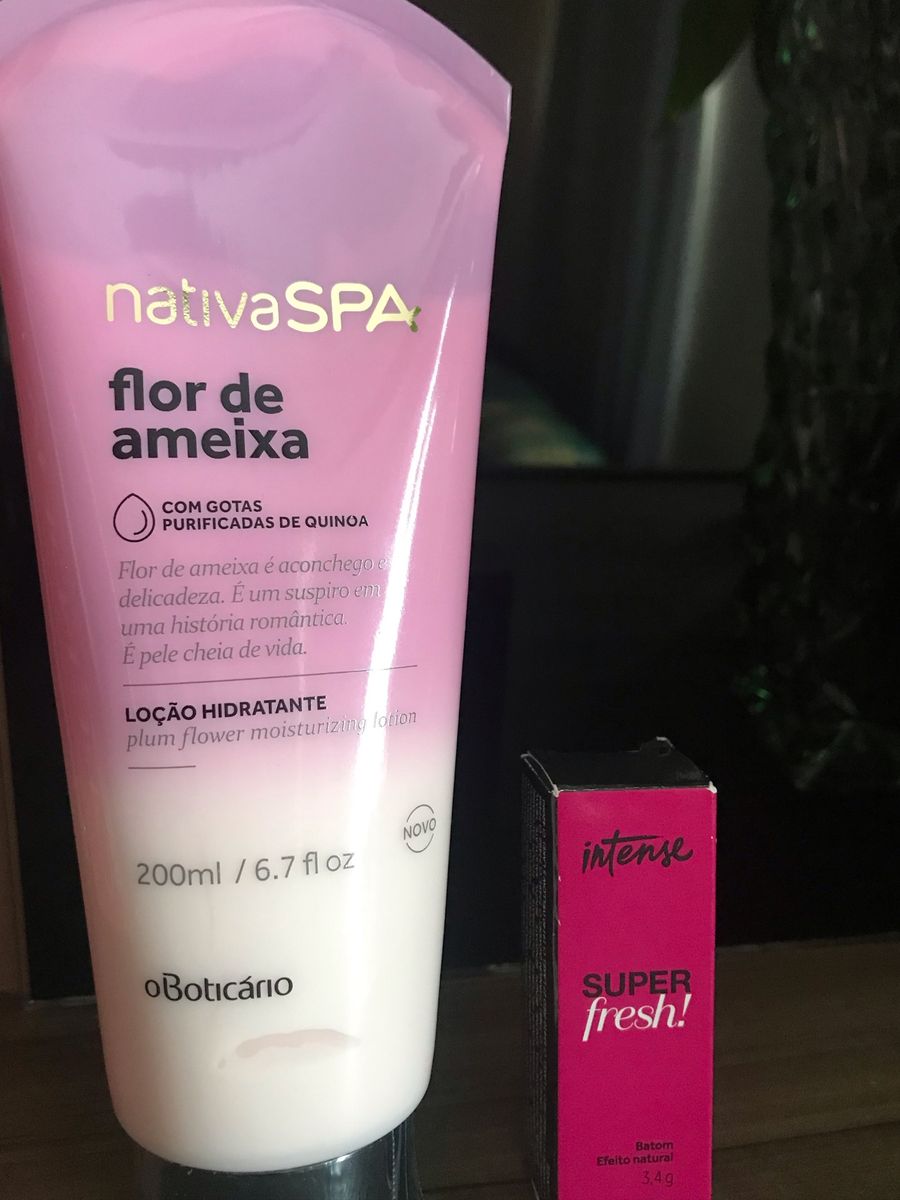 nativaSPA
flor de
ameixa
COM GOTAS
PURIFICADAS DE QUINOA
Flor de ameixa é aconchego e
delicadeza. É um suspiro em
uma história romântica.
É pele cheia de vida.
LOÇÃO HIDRATANTE
plum flower moisturizing lotion
NOVO
200ml / 6.7 fl oz
oBoticário
intense
SUPER
fresh!
Batom
Efeito natural
3,4 g